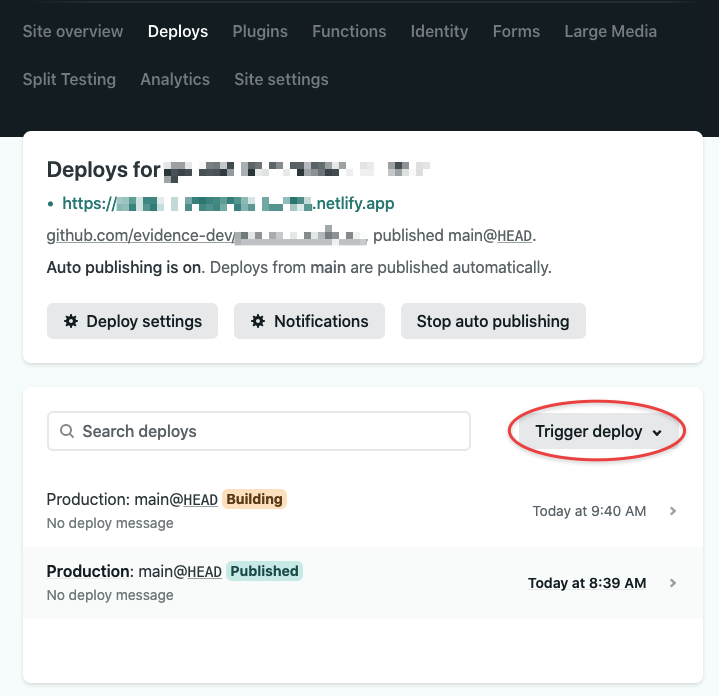 Site overview Deploys Plugins Functions Identity Forms Large Media
Split Testing Analytics Site settings
Deploys for
• https:// .netlify.app
github.com/evidence-dev/ published main@HEAD.
Auto publishing is on. Deploys from main are published automatically.
Deploy settings Notifications Stop auto publishing
Search deploys Trigger deploy
Production: main@HEAD Building
Today at 9:40 AM
No deploy message
Production: main@HEAD Published
Today at 8:39 AM
No deploy message